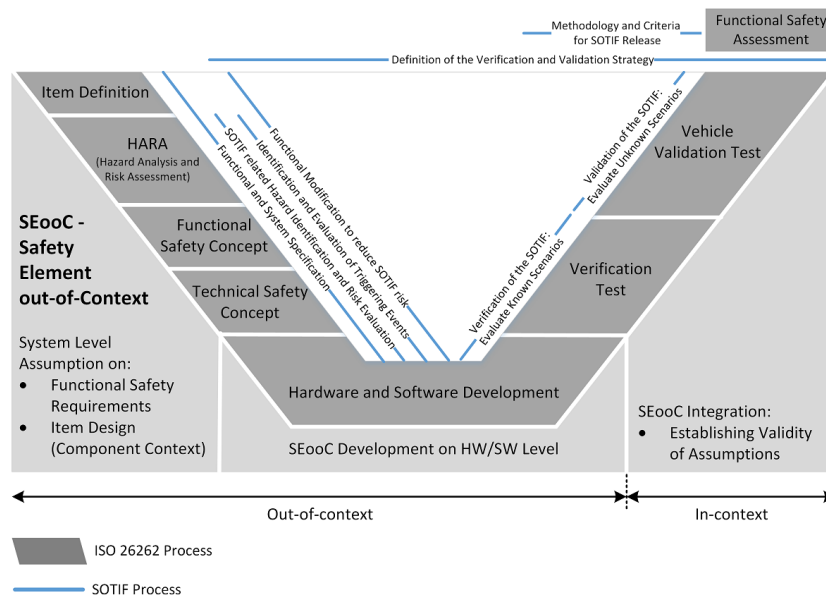 Methodology and Criteria
for SOTIF Release
Functional Safety
Assessment
Definition of the Verification and Validation Strategy
Item Definition
HARA
(Hazard Analysis and
Risk Assessment)
Functional
Safety Concept
Technical Safety
Concept
Functional and System Specification
SOTIF related Hazard Identification and Risk Evaluation
Identification and Evaluation of Triggering Events
Functional Modification to reduce SOTIF risk
Verification of the SOTIF:
Evaluate Known Scenarios
Validation of the SOTIF:
Evaluate Unknown Scenarios
Vehicle
Validation Test
Verification
Test
SEooC -
Safety
Element
out-of-Context
System Level
Assumption on:
• Functional Safety
Requirements
• Item Design
(Component Context)
Hardware and Software Development
SEooC Development on HW/SW Level
SEooC Integration:
• Establishing Validity
of Assumptions
Out-of-context
In-context
ISO 26262 Process
SOTIF Process